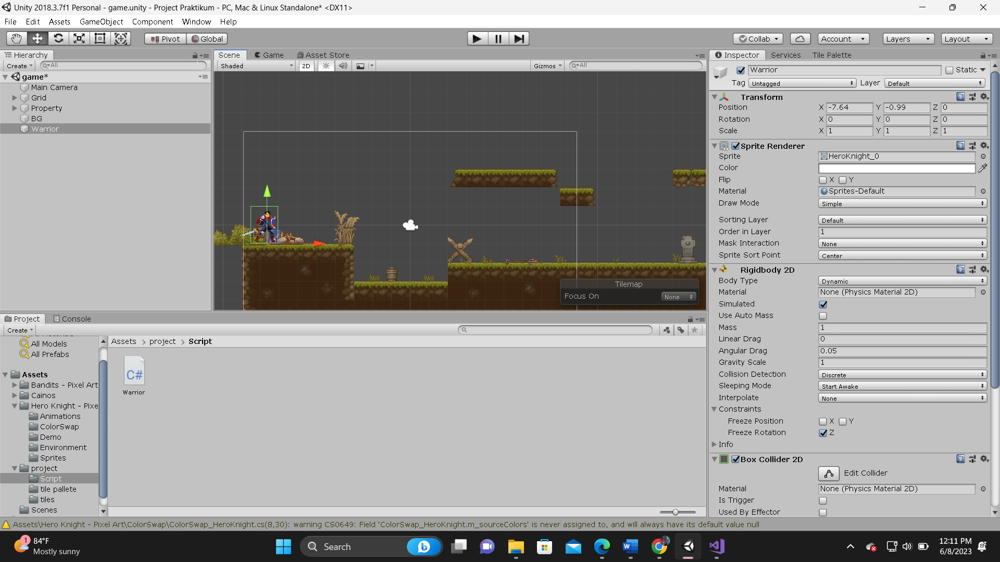 Unity 2018.3.7f1 Personal - game.unity - Project Praktikum - PC, Mac & Linux Standalone* <DX11>
File Edit Assets GameObject Component Window Help
Pivot Global Collab Account Layers Layout
Hierarchy
Create All
game*
Main Camera
Grid
Property
BG
Warrior
Scene Game Asset Store
Shaded 2D Gizmos All
RIP
Tilemap
Focus On None
Inspector Services Tile Palette
Warrior Static
Tag Untagged Layer Default
Transform
Position X -7.64 Y -0.99 Z 0
Rotation X 0 Y 0 Z 0
Scale X 1 Y 1 Z 1
Sprite Renderer
Sprite HeroKnight_0
Color
Flip X Y
Material Sprites-Default
Draw Mode Simple
Sorting Layer Default
Order in Layer 1
Mask Interaction None
Sprite Sort Point Center
Rigidbody 2D
Body Type Dynamic
Material None (Physics Material 2D)
Simulated
Use Auto Mass
Mass 1
Linear Drag 0
Angular Drag 0.05
Gravity Scale 1
Collision Detection Discrete
Sleeping Mode Start Awake
Interpolate None
Constraints
Freeze Position X Y
Freeze Rotation Z
Info
Box Collider 2D
Edit Collider
Material None (Physics Material 2D)
Is Trigger
Used By Effector
Project Console
Create
All Models
All Prefabs
Assets
Bandits - Pixel Art
Cainos
Hero Knight - Pixe
Animations
ColorSwap
Demo
Environment
Sprites
project
Script
tile pallete
tiles
Scenes
Assets project Script
C#
Warrior
Assets\Hero Knight - Pixel Art\ColorSwap\ColorSwap_HeroKnight.cs(8,30): warning CS0649: Field 'ColorSwap_HeroKnight.m_sourceColors' is never assigned to, and will always have its default value null
1
84°F
Mostly sunny
Search
12:11 PM
6/8/2023